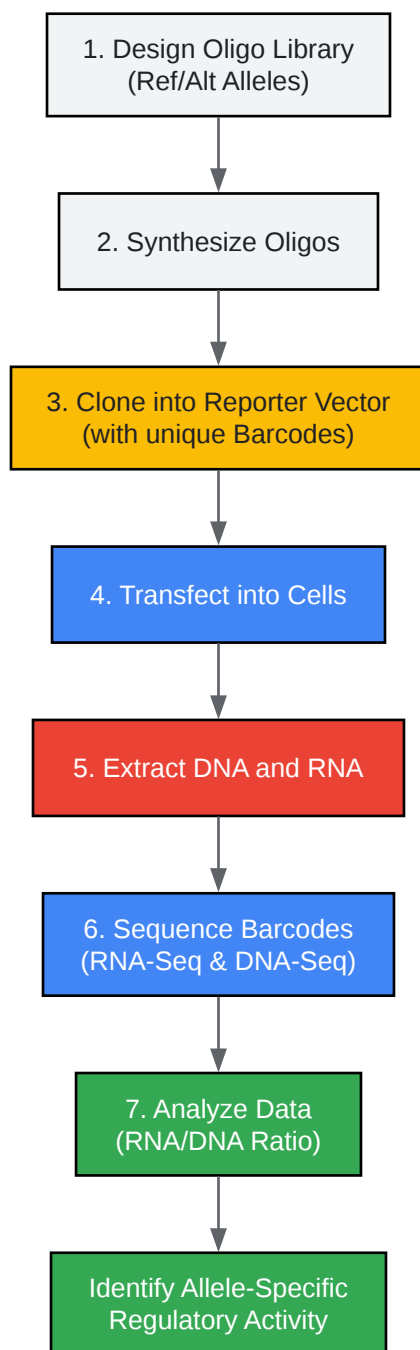 1. Design Oligo Library
(Ref/Alt Alleles)
2. Synthesize Oligos
3. Clone into Reporter Vector
(with unique Barcodes)
4. Transfect into Cells
5. Extract DNA and RNA
6. Sequence Barcodes
(RNA-Seq & DNA-Seq)
7. Analyze Data
(RNA/DNA Ratio)
Identify Allele-Specific
Regulatory Activity